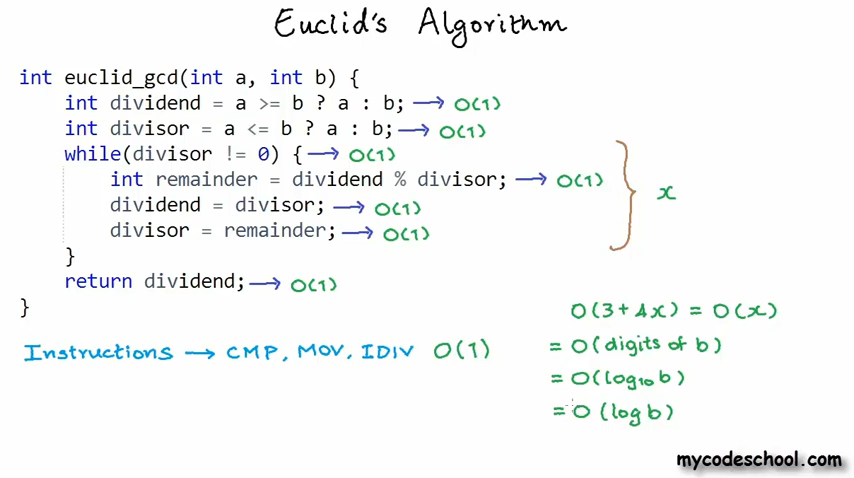 Euclid's Algorithm
int euclid_gcd(int a, int b) {
int dividend = a >= b ? a : b; → O(1)
int divisor = a <= b ? a : b; → O(1)
while(divisor != 0) { → O(1)
int remainder = dividend % divisor; → O(1)
x
dividend = divisor; → O(1)
divisor = remainder; → O(1)
}
return dividend; → O(1)
}
O(3+4x) = O(x)
Instructions → CMP, MOV, IDIV O(1)
= O(digits of b)
= O(log10 b)
= O (log b)
mycodeschool.com